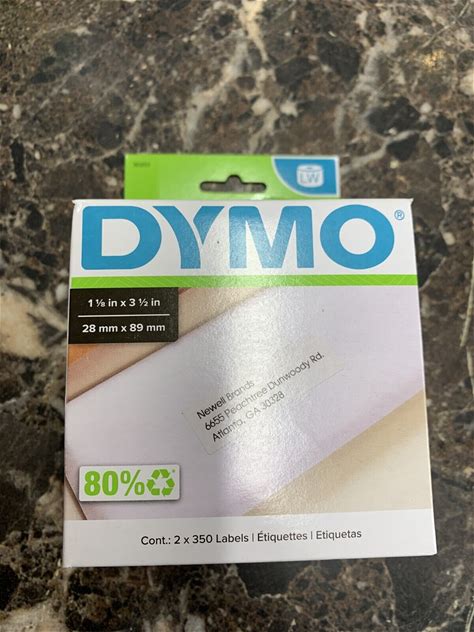 LW
DYMO®
1 ⅛ in x 3 ½ in
28 mm x 89 mm
Newell Brands
6655 Peachtree Dunwoody Rd.
Atlanta, GA 30328
80%
Cont.: 2 x 350 Labels | Étiquettes | Etiquetas